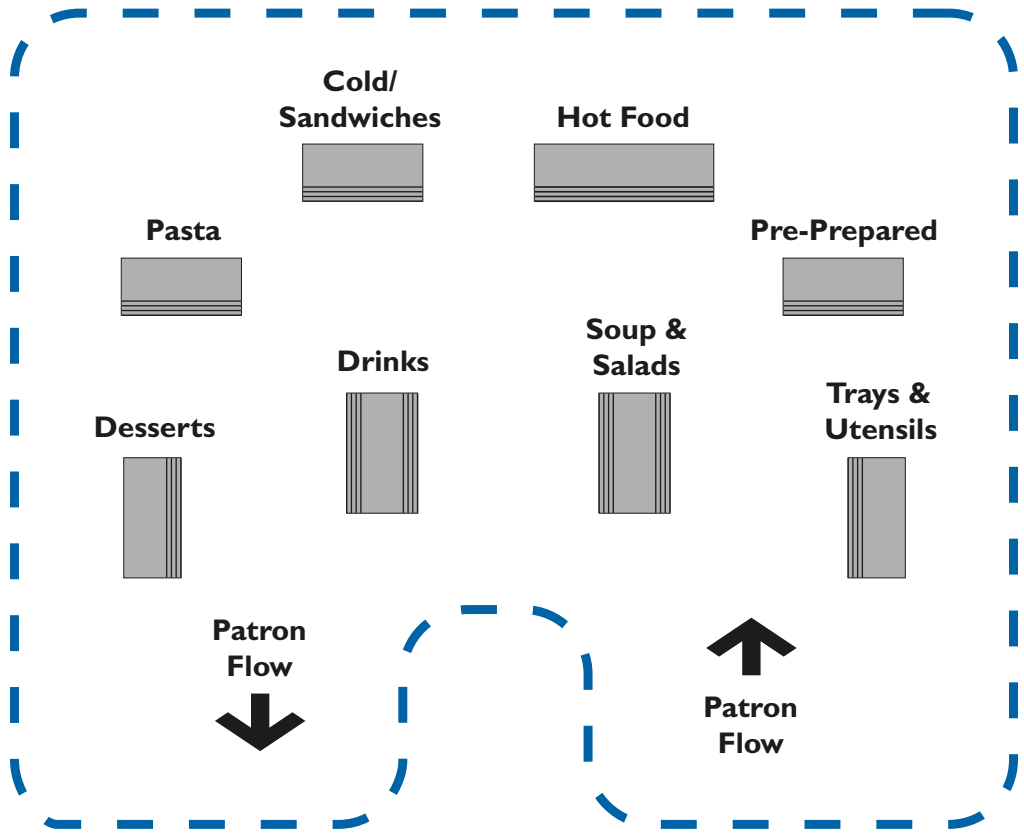 Cold/
Sandwiches
Hot Food
Pasta
Pre-Prepared
Drinks
Soup &
Salads
Desserts
Trays &
Utensils
Patron
Flow
Patron
Flow